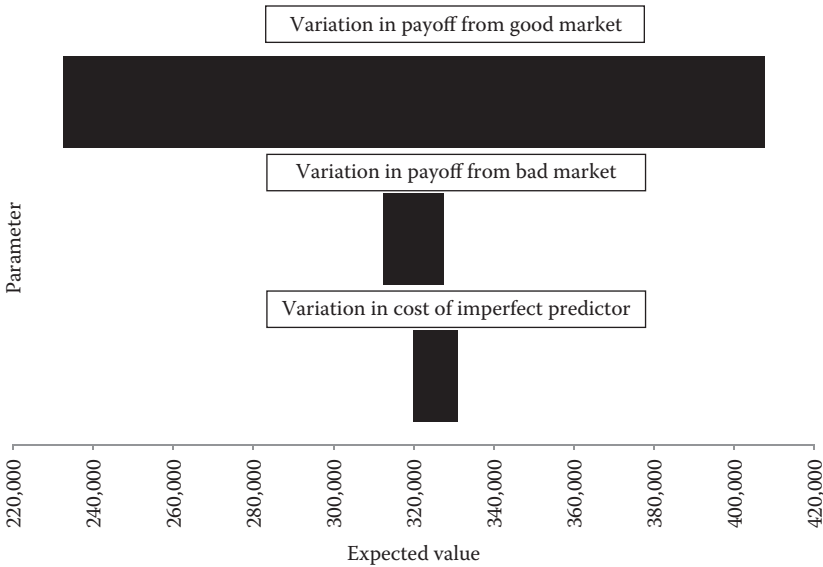 Variation in payoff from good market
Variation in payoff from bad market
Parameter
Variation in cost of imperfect predictor
220,000
240,000
260,000
280,000
300,000
320,000
340,000
360,000
380,000
400,000
420,000
Expected value